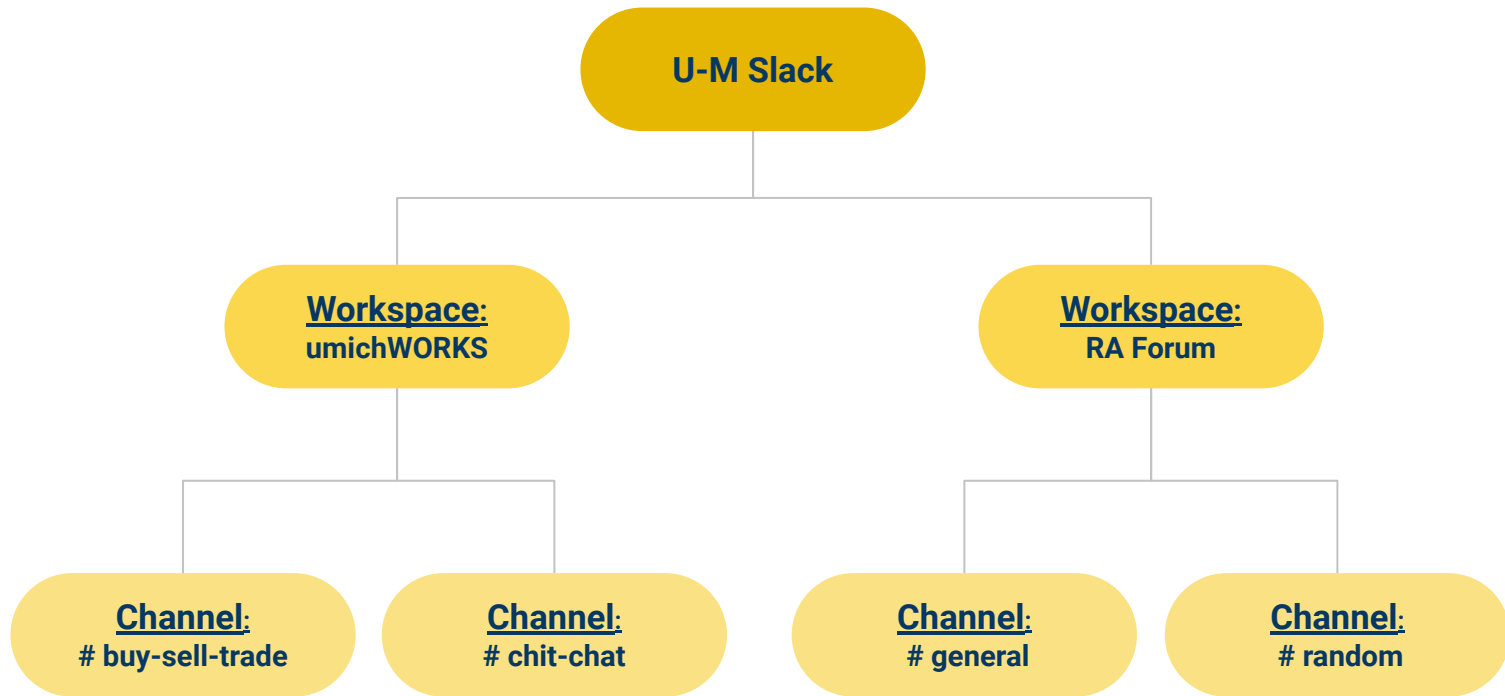 U-M Slack
Workspace:
umichWORKS
Workspace:
RA Forum
Channel:
# buy-sell-trade
Channel:
# chit-chat
Channel:
# general
Channel:
# random